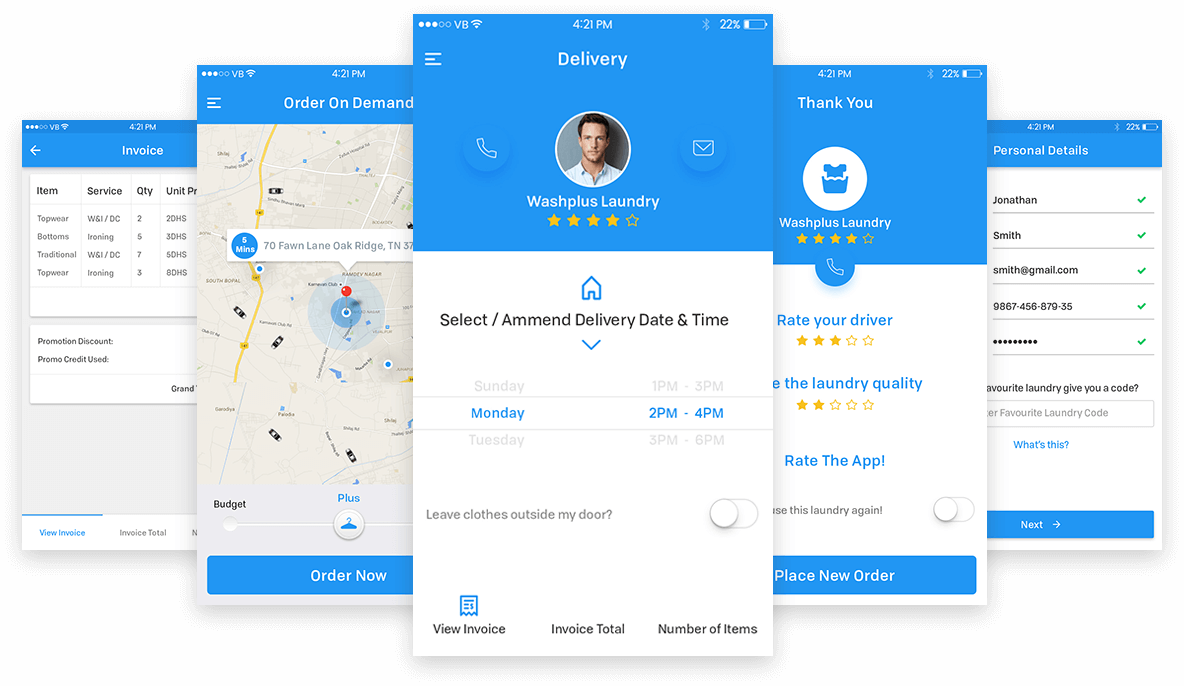 VB 4:21 PM
Invoice
Item Service Qty Unit Pr
Topwear W&I / DC 2 2DHS
Bottoms Ironing 5 3DHS
Traditional W&I / DC 7 5DHS
Topwear Ironing 3 8DHS
Promotion Discount:
Promo Credit Used:
Grand
View Invoice Invoice Total N
VB 4:21 PM
Order On Demand
5 Mins
70 Fawn Lane Oak Ridge, TN 37
RAMDEV NAGAR
Karnavati Club
SOUTH BOPAL
Budget Plus
Order Now
VB 4:21 PM 22%
Delivery
Washplus Laundry
Select / Ammend Delivery Date & Time
Sunday 1PM - 3PM
Monday 2PM - 4PM
Tuesday 3PM - 6PM
Leave clothes outside my door?
View Invoice Invoice Total Number of Items
4:21 PM 22%
Thank You
Washplus Laundry
Rate your driver
e the laundry quality
Rate The App!
use this laundry again!
Place New Order
4:21 PM 22%
Personal Details
Jonathan
Smith
smith@gmail.com
9867-456-879-35
avourite laundry give you a code?
er Favourite Laundry Code
What's this?
Next